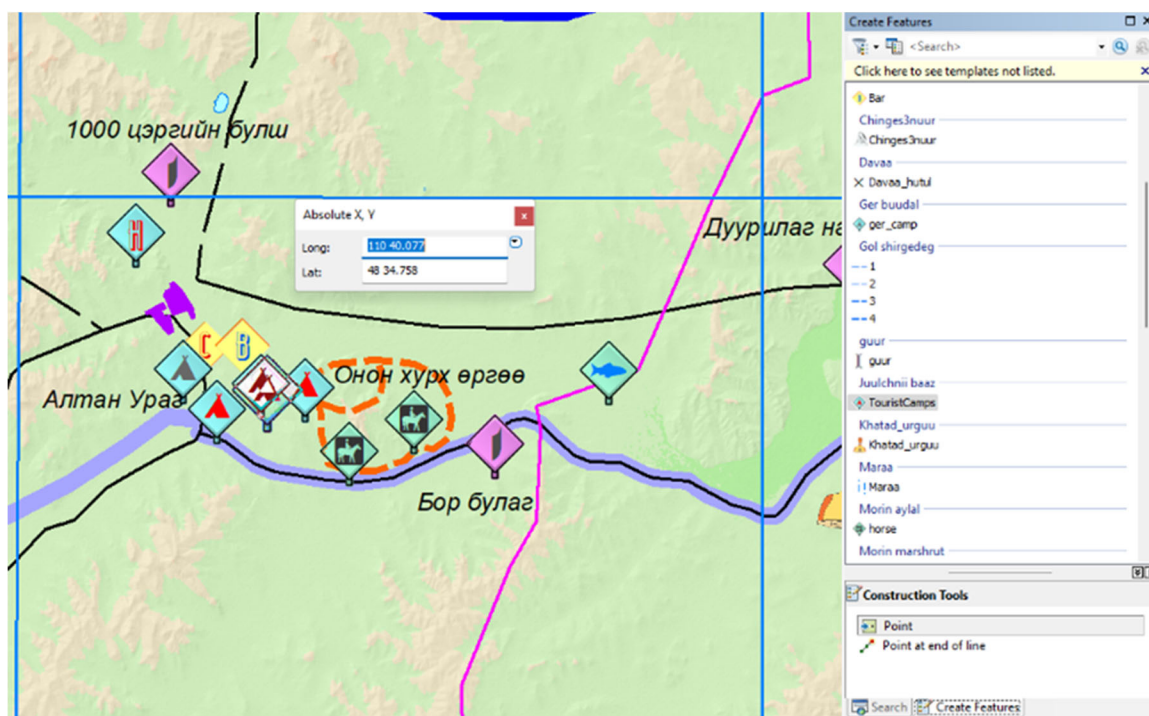 1000 цэргийн булш
H
Absolute X, Y
Long:
110 40.077
Lat:
48 34.758
Дуурилаг
C
B
Онон хурх өргөө
Алтан Ураг
Бор булаг
Create Features
<Search>
Click here to see templates not listed.
Bar
Chinges3nuur
Chinges3nuur
Davaa
Davaa_hutul
Ger buudal
ger_camp
Gol shirgedeg
1
2
3
4
guur
guur
Juulchnii baaz
TouristCamps
Khatad_urguu
Khatad_urguu
Maraa
Maraa
Morin aylal
horse
Morin marshrut
Construction Tools
Point
Point at end of line
Search
Create Features